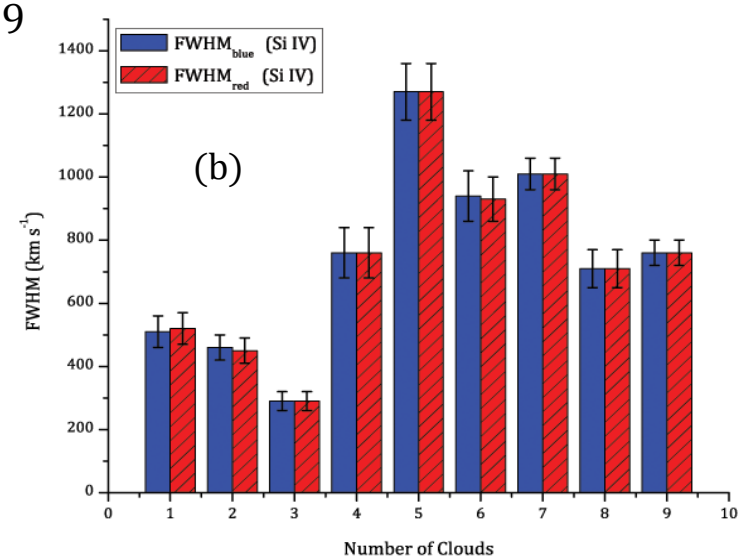 9
FWHM_blue (Si IV)
FWHM_red (Si IV)
(b)
FWHM (km s⁻¹)
1400
1200
1000
800
600
400
200
0
0 1 2 3 4 5 6 7 8 9 10
Number of Clouds